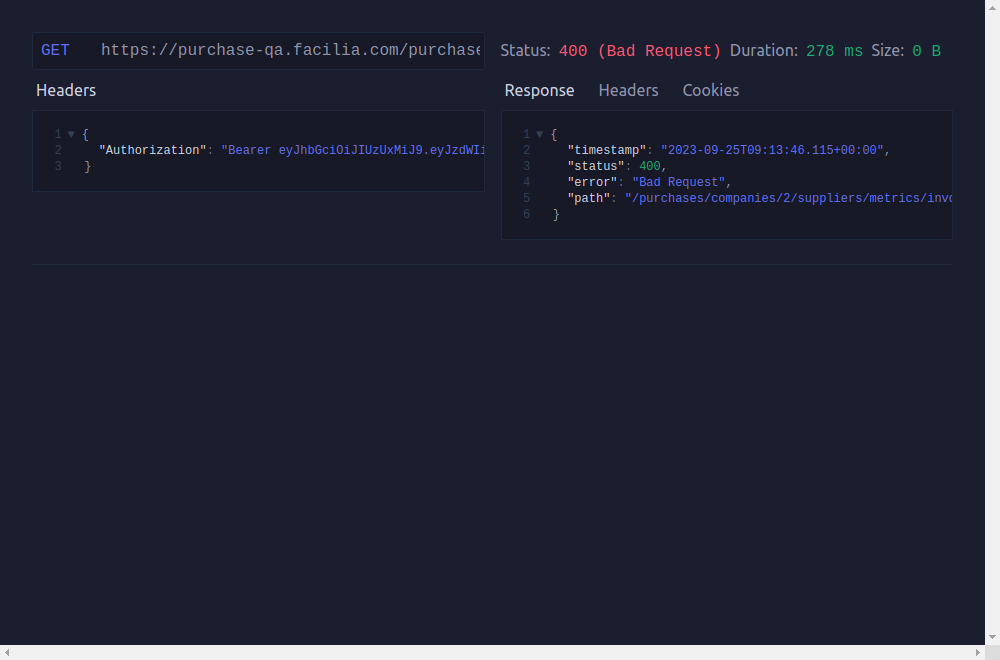 GET https://purchase-qa.facilia.com/purchase
Status: 400 (Bad Request) Duration: 278 ms Size: 0 B
Headers
Response Headers Cookies
1 ▼ {
2 "Authorization": "Bearer eyJhbGciOiJIUzUxMiJ9.eyJzdWIi
3 }
1 ▼ {
2 "timestamp": "2023-09-25T09:13:46.115+00:00",
3 "status": 400,
4 "error": "Bad Request",
5 "path": "/purchases/companies/2/suppliers/metrics/invo
6 }